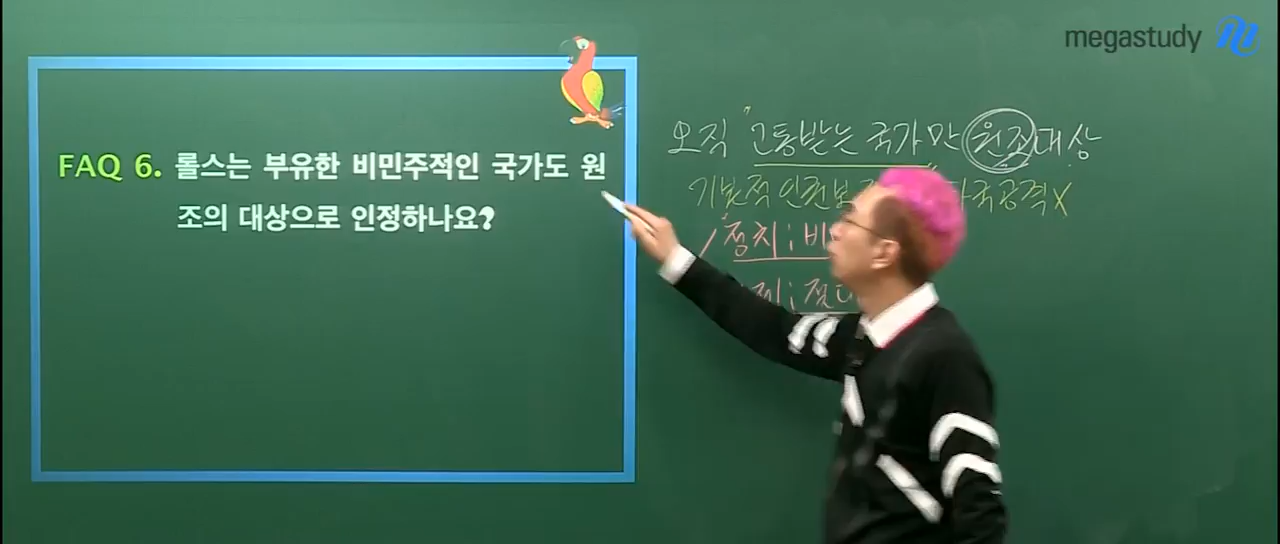 megastudy
FAQ 6. 롤스는 부유한 비민주적인 국가도 원
조의 대상으로 인정하나요?
오직 "고통받는 국가만 원조대상
기본적 인권보 국공격 X
정치 ; 비